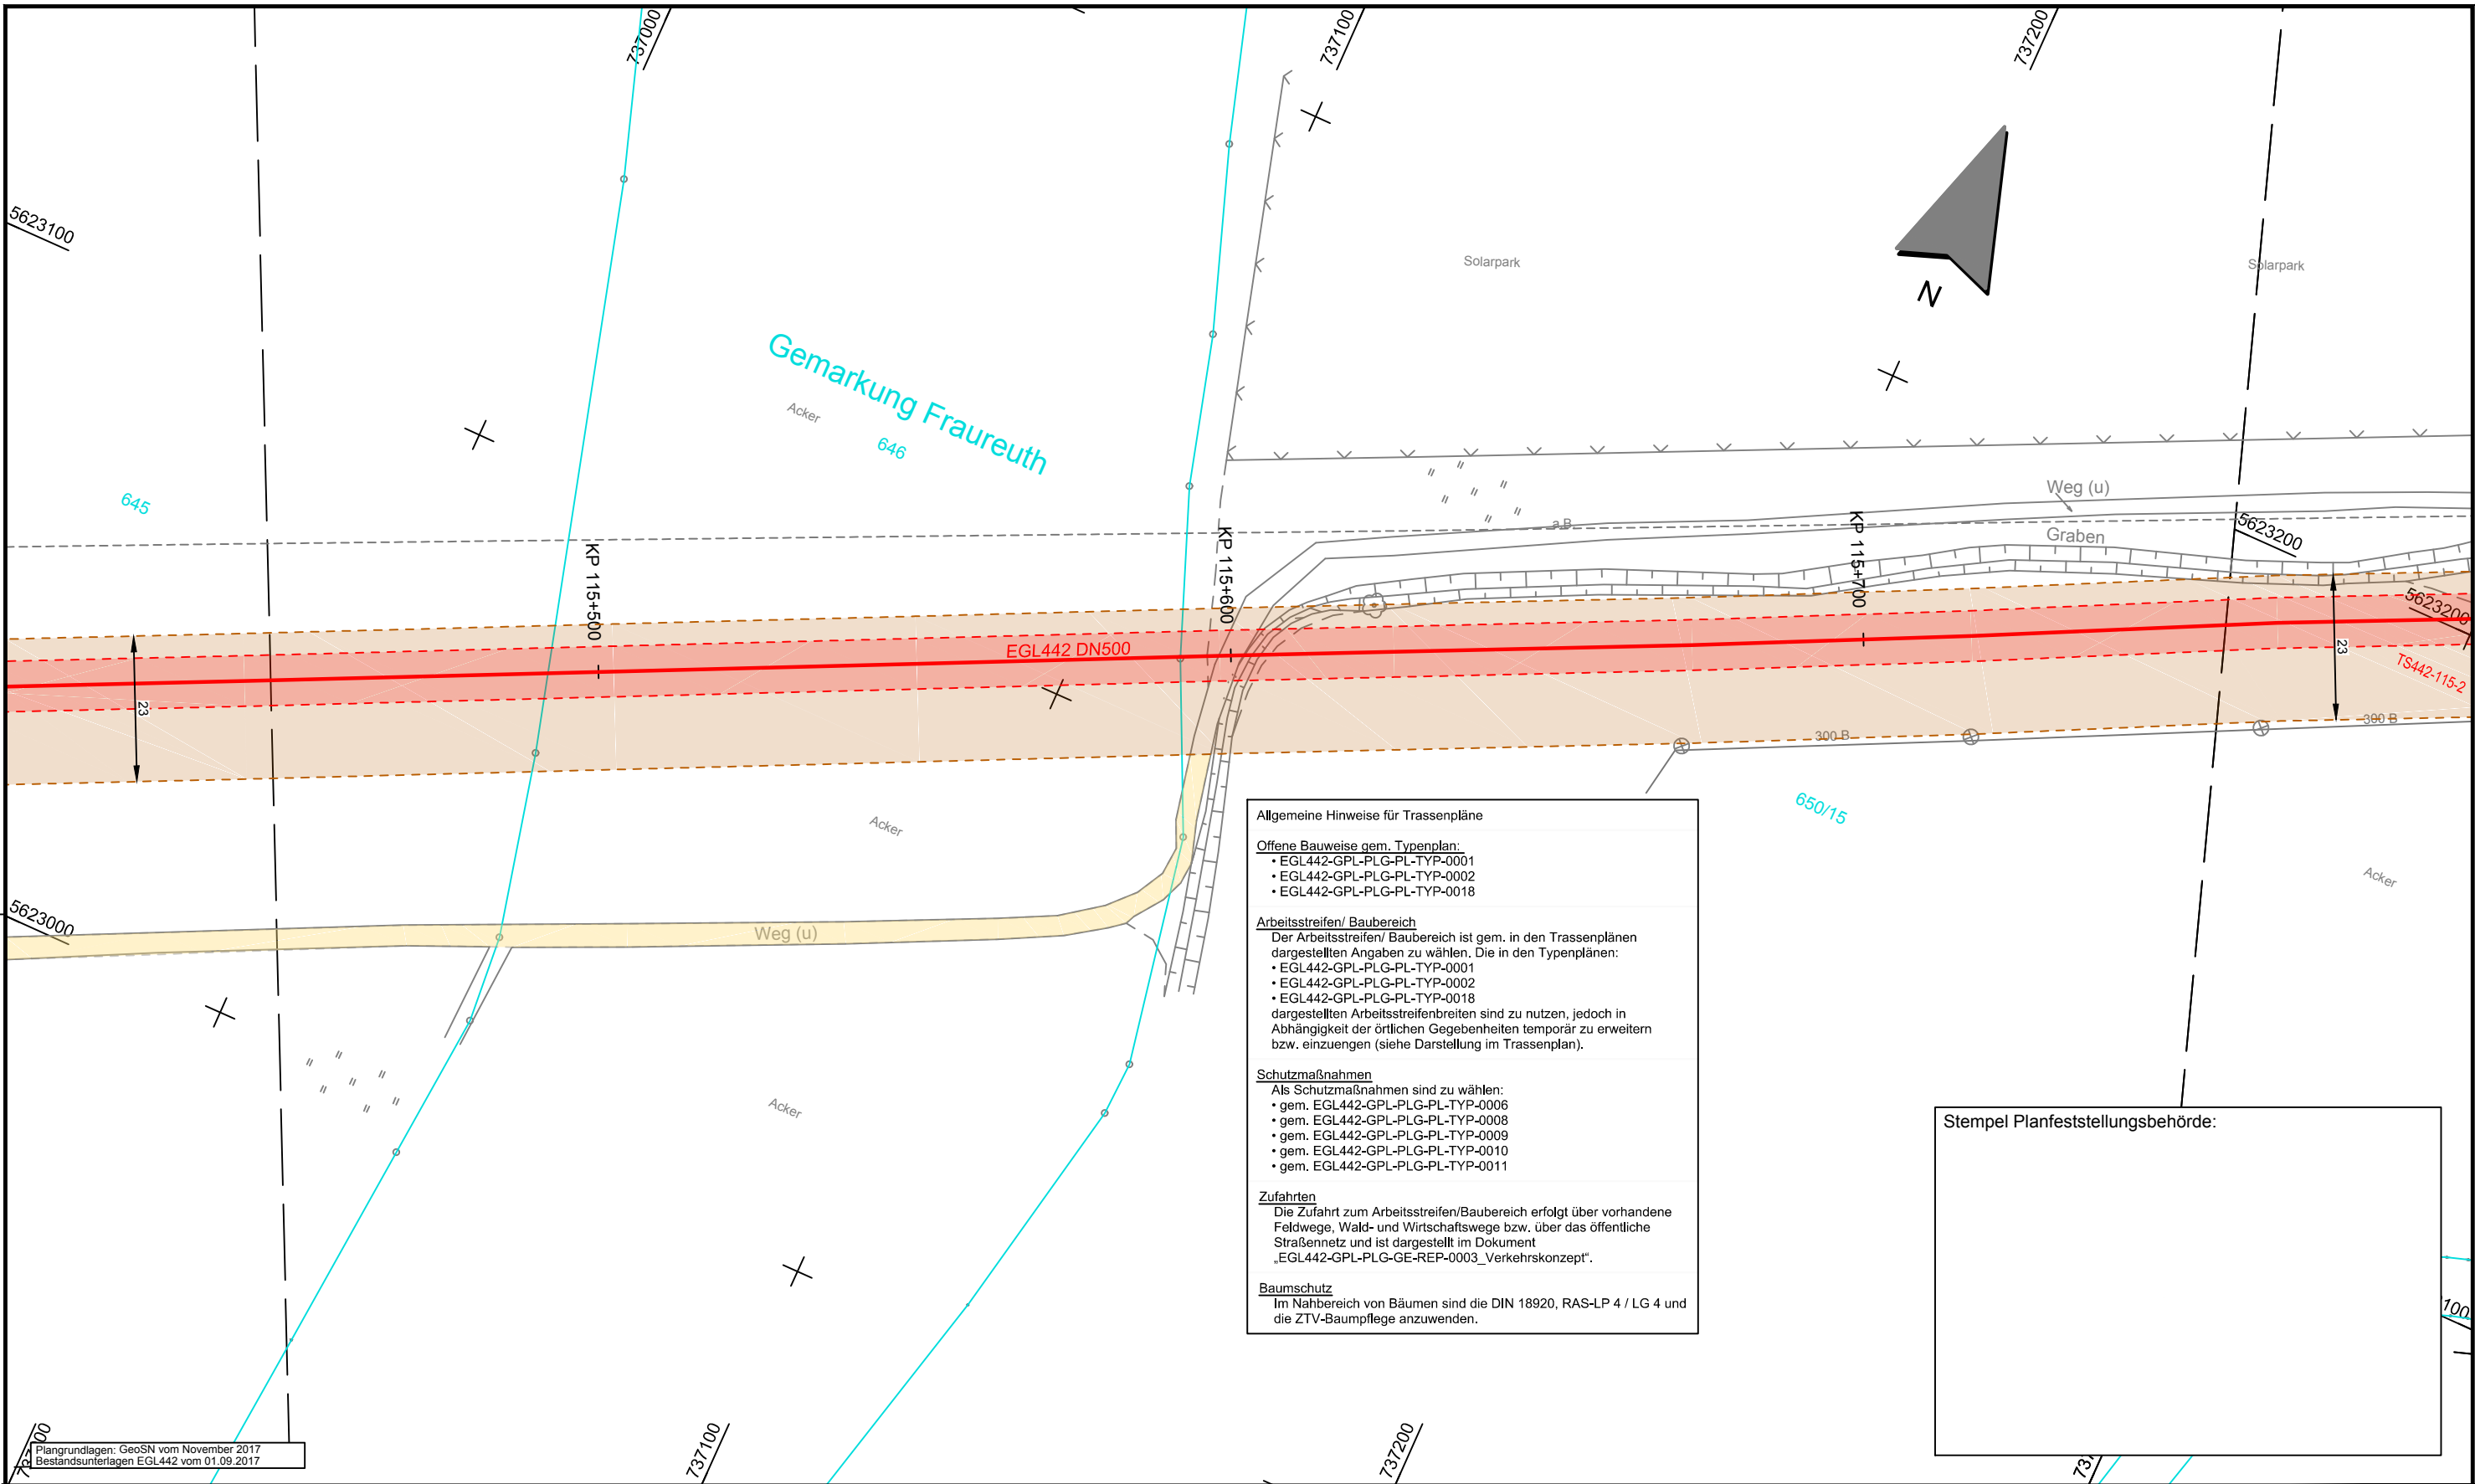 737000
737100
737200
5623100
Solarpark
Solarpark
N
Gemarkung Fraureuth
Acker
646
645
Weg (u)
a.B.
Graben
5623200
KP 115+500
KP 115+600
KP 115+700
5623200
EGL442 DN500
23
23
TS442-115-2
300 B
300 B
650/15
Acker
Acker
5623000
Weg (u)
Acker
Allgemeine Hinweise für Trassenpläne
Offene Bauweise gem. Typenplan:
• EGL442-GPL-PLG-PL-TYP-0001
• EGL442-GPL-PLG-PL-TYP-0002
• EGL442-GPL-PLG-PL-TYP-0018
Arbeitsstreifen/ Baubereich
Der Arbeitsstreifen/ Baubereich ist gem. in den Trassenplänen
dargestellten Angaben zu wählen. Die in den Typenplänen:
• EGL442-GPL-PLG-PL-TYP-0001
• EGL442-GPL-PLG-PL-TYP-0002
• EGL442-GPL-PLG-PL-TYP-0018
dargestellten Arbeitsstreifenbreiten sind zu nutzen, jedoch in
Abhängigkeit der örtlichen Gegebenheiten temporär zu erweitern
bzw. einzuengen (siehe Darstellung im Trassenplan).
Schutzmaßnahmen
Als Schutzmaßnahmen sind zu wählen:
• gem. EGL442-GPL-PLG-PL-TYP-0006
• gem. EGL442-GPL-PLG-PL-TYP-0008
• gem. EGL442-GPL-PLG-PL-TYP-0009
• gem. EGL442-GPL-PLG-PL-TYP-0010
• gem. EGL442-GPL-PLG-PL-TYP-0011
Zufahrten
Die Zufahrt zum Arbeitsstreifen/Baubereich erfolgt über vorhandene
Feldwege, Wald- und Wirtschaftswege bzw. über das öffentliche
Straßennetz und ist dargestellt im Dokument
„EGL442-GPL-PLG-GE-REP-0003_Verkehrskonzept“.
Baumschutz
Im Nahbereich von Bäumen sind die DIN 18920, RAS-LP 4 / LG 4 und
die ZTV-Baumpflege anzuwenden.
Stempel Planfeststellungsbehörde:
737100
737200
Plangrundlagen: GeoSN vom November 2017
Bestandsunterlagen EGL442 vom 01.09.2017